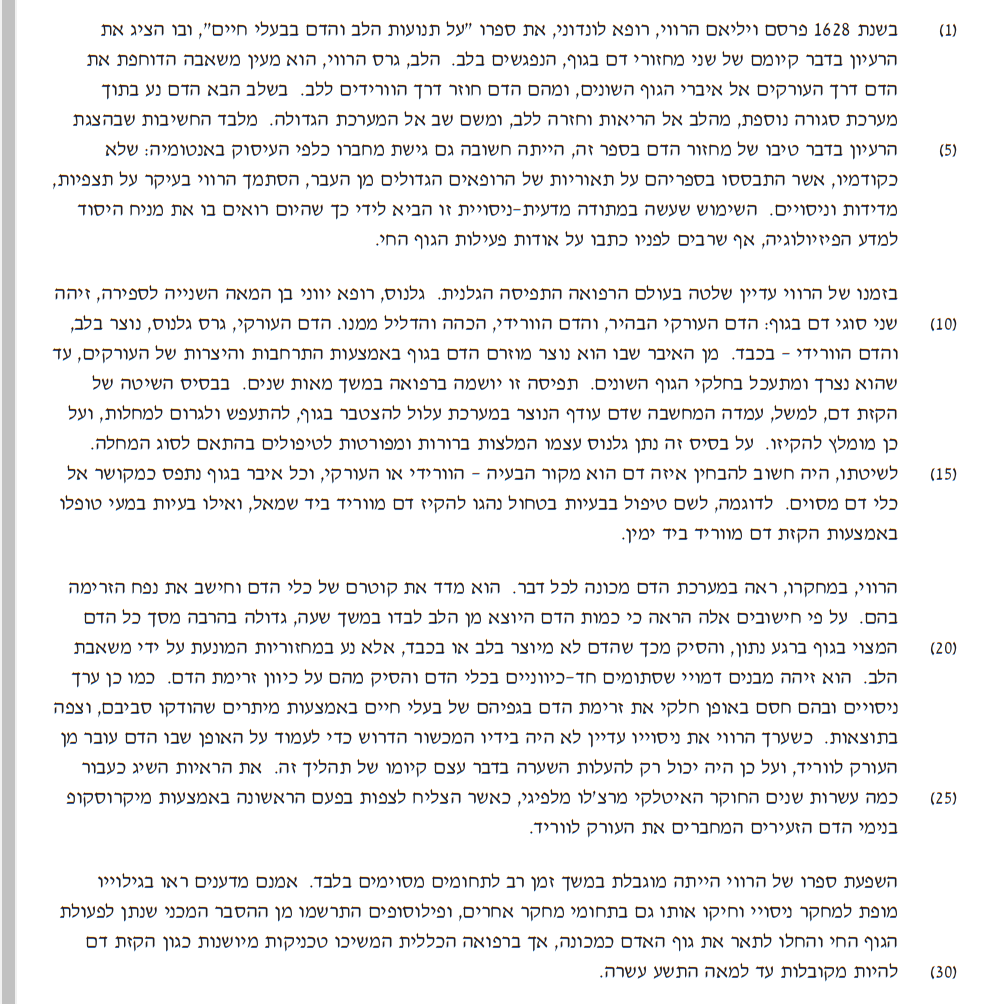 (1) בשנת 1628 פרסם ויליאם הרווי, רופא לונדוני, את ספרו "על תנועות הלב והדם בבעלי חיים", ובו הציג את
הרעיון בדבר קיומם של שני מחזורי דם בגוף, הנפגשים בלב. הלב, גרס הרווי, הוא מעין משאבה הדוחפת את
הדם דרך העורקים אל איברי הגוף השונים, ומהם הדם חוזר דרך הוורידים ללב. בשלב הבא הדם נע בתוך
מערכת סגורה נוספת, מהלב אל הריאות וחזרה ללב, ומשם שב אל המערכת הגדולה. מלבד החשיבות שבהצגת
(5) הרעיון בדבר טיבו של מחזור הדם בספר זה, הייתה חשובה גם גישת מחברו כלפי העיסוק באנטומיה: שלא
כקודמיו, אשר התבססו בספריהם על תאוריות של הרופאים הגדולים מן העבר, הסתמך הרווי בעיקר על תצפיות,
מדידות וניסויים. השימוש שעשה במתודה מדעית-ניסויית זו הביא לידי כך שהיום רואים בו את מניח היסוד
למדע הפיזיולוגיה, אף שרבים לפניו כתבו על אודות פעילות הגוף החי.
בזמנו של הרווי עדיין שלטה בעולם הרפואה התפיסה הגלנית. גלנוס, רופא יווני בן המאה השנייה לספירה, זיהה
(10) שני סוגי דם בגוף: הדם העורקי הבהיר, והדם הוורידי, הכהה והדליל ממנו. הדם העורקי, גרס גלנוס, נוצר בלב,
והדם הוורידי - בכבד. מן האיבר שבו הוא נוצר מוזרם הדם בגוף באמצעות התרחבות והיצרות של העורקים, עד
שהוא נצרך ומתעכל בחלקי הגוף השונים. תפיסה זו יושמה ברפואה במשך מאות שנים. בבסיס השיטה של
הקזת דם, למשל, עמדה המחשבה שדם עודף הנוצר במערכת עלול להצטבר בגוף, להתעפש ולגרום למחלות, ועל
כן מומלץ להקיזו. על בסיס זה נתן גלנוס עצמו המלצות ברורות ומפורטות לטיפולים בהתאם לסוג המחלה.
(15) לשיטתו, היה חשוב להבחין איזה דם הוא מקור הבעיה - הוורידי או העורקי, וכל איבר בגוף נתפס כמקושר אל
כלי דם מסוים. לדוגמה, לשם טיפול בבעיות בטחול נהגו להקיז דם מווריד ביד שמאל, ואילו בעיות במעי טופלו
באמצעות הקזת דם מווריד ביד ימין.
הרווי, במחקרו, ראה במערכת הדם מכונה לכל דבר. הוא מדד את קוטרם של כלי הדם וחישב את נפח הזרימה
בהם. על פי חישובים אלה הראה כי כמות הדם היוצא מן הלב לבדו במשך שעה, גדולה בהרבה מסך כל הדם
(20) המצוי בגוף ברגע נתון, והסיק מכך שהדם לא מיוצר בלב או בכבד, אלא נע במחזוריות המונעת על ידי משאבת
הלב. הוא זיהה מבנים דמויי שסתומים חד-כיווניים בכלי הדם והסיק מהם על כיוון זרימת הדם. כמו כן ערך
ניסויים ובהם חסם באופן חלקי את זרימת הדם בגפיהם של בעלי חיים באמצעות מיתרים שהודקו סביבם, וצפה
בתוצאות. כשערך הרווי את ניסוייו עדיין לא היה בידיו המכשור הדרוש כדי לעמוד על האופן שבו הדם עובר מן
העורק לווריד, ועל כן היה יכול רק להעלות השערה בדבר עצם קיומו של תהליך זה. את הראיות השיג כעבור
(25) כמה עשרות שנים החוקר האיטלקי מרצ'לו מלפיגי, כאשר הצליח לצפות בפעם הראשונה באמצעות מיקרוסקופ
בנימי הדם הזעירים המחברים את העורק לווריד.
השפעת ספרו של הרווי הייתה מוגבלת במשך זמן רב לתחומים מסוימים בלבד. אמנם מדענים ראו בגילוייו
מופת למחקר ניסויי וחיקו אותו גם בתחומי מחקר אחרים, ופילוסופים התרשמו מן ההסבר המכני שנתן לפעולת
הגוף החי והחלו לתאר את גוף האדם כמכונה, אך ברפואה הכללית המשיכו טכניקות מיושנות כגון הקזת דם
(30) להיות מקובלות עד למאה התשע עשרה.